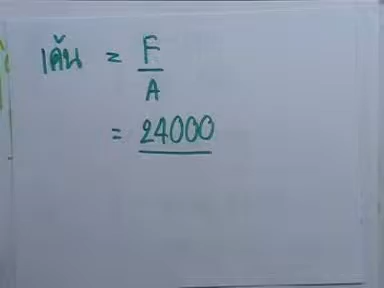 เค้น = F
A
= 24000